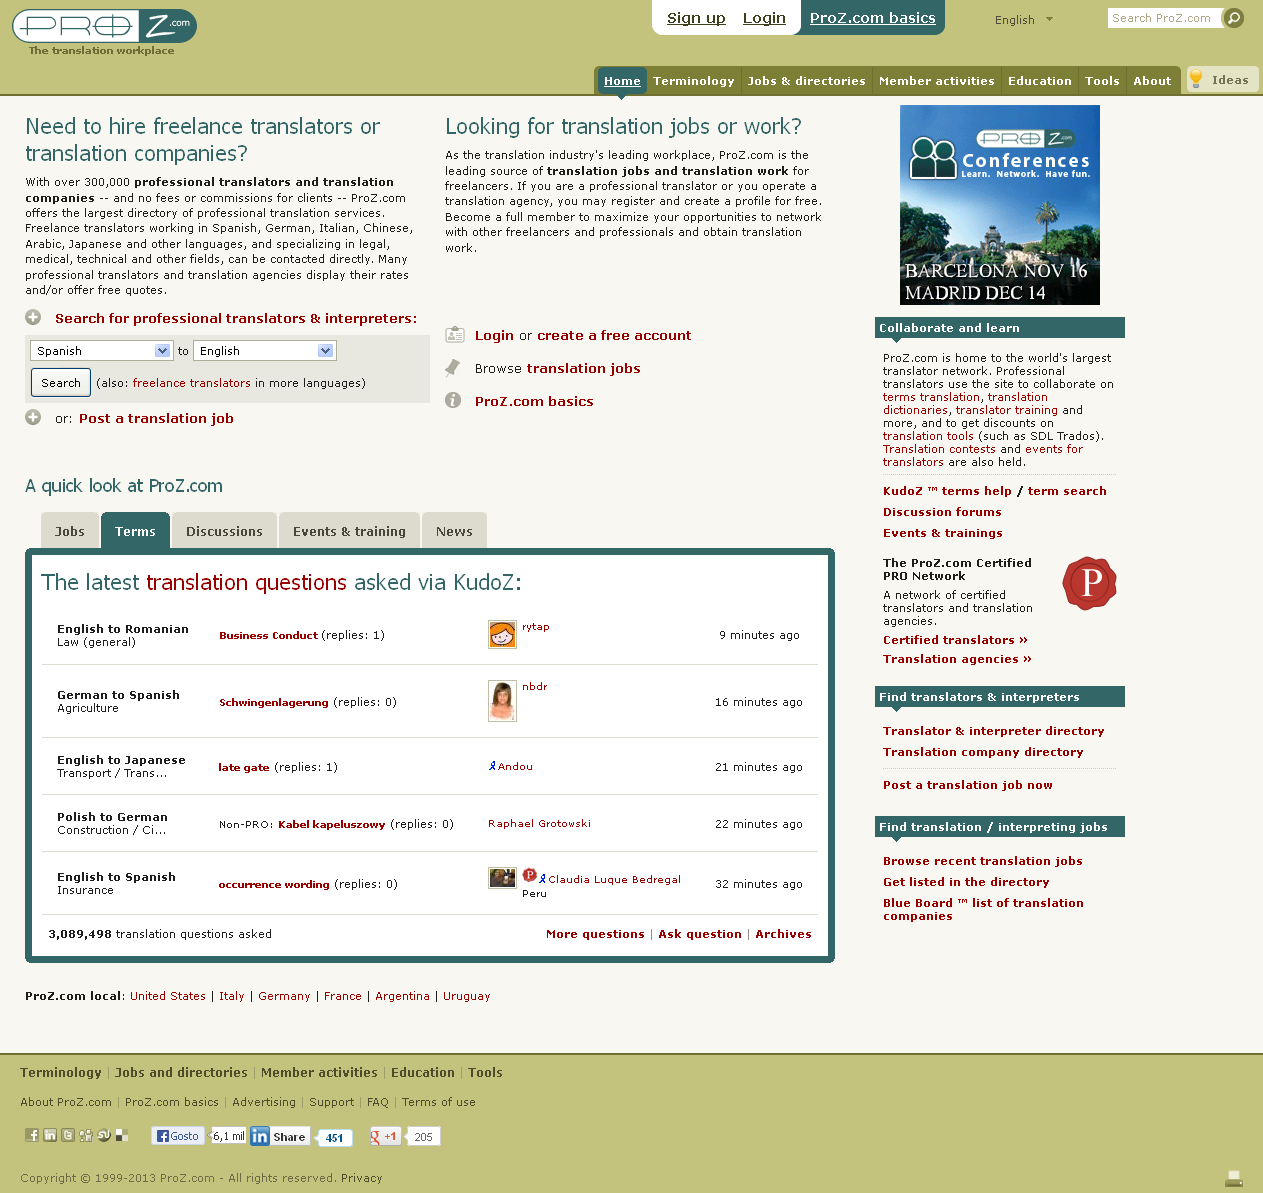 PROZ.com
The translation workplace
Sign up Login ProZ.com basics
English
Search ProZ.com
Home Terminology Jobs & directories Member activities Education Tools About Ideas
Need to hire freelance translators or
translation companies?
With over 300,000 professional translators and translation
companies -- and no fees or commissions for clients -- ProZ.com
offers the largest directory of professional translation services.
Freelance translators working in Spanish, German, Italian, Chinese,
Arabic, Japanese and other languages, and specializing in legal,
medical, technical and other fields, can be contacted directly. Many
professional translators and translation agencies display their rates
and/or offer free quotes.
Search for professional translators & interpreters:
Spanish to English
Search (also: freelance translators in more languages)
or: Post a translation job
Looking for translation jobs or work?
As the translation industry's leading workplace, ProZ.com is the
leading source of translation jobs and translation work for
freelancers. If you are a professional translator or you operate a
translation agency, you may register and create a profile for free.
Become a full member to maximize your opportunities to network
with other freelancers and professionals and obtain translation
work.
Login or create a free account
Browse translation jobs
ProZ.com basics
PROZ.com
Conferences
Learn. Network. Have fun.
BARCELONA NOV 16
MADRID DEC 14
Collaborate and learn
ProZ.com is home to the world's largest
translator network. Professional
translators use the site to collaborate on
terms translation, translation
dictionaries, translator training and
more, and to get discounts on
translation tools (such as SDL Trados).
Translation contests and events for
translators are also held.
KudoZ ™ terms help / term search
Discussion forums
Events & trainings
The ProZ.com Certified
PRO Network
A network of certified
translators and translation
agencies.
P
Certified translators »
Translation agencies »
Find translators & interpreters
Translator & interpreter directory
Translation company directory
Post a translation job now
Find translation / interpreting jobs
Browse recent translation jobs
Get listed in the directory
Blue Board ™ list of translation
companies
A quick look at ProZ.com
Jobs Terms Discussions Events & training News
The latest translation questions asked via KudoZ:
English to Romanian
Law (general)
Business Conduct (replies: 1)
rytap
9 minutes ago
German to Spanish
Agriculture
Schwingenlagerung (replies: 0)
nbdr
16 minutes ago
English to Japanese
Transport / Trans...
late gate (replies: 1)
Andou
21 minutes ago
Polish to German
Construction / Ci...
Non-PRO: Kabel kapeluszowy (replies: 0)
Raphael Grotowski
22 minutes ago
English to Spanish
Insurance
occurrence wording (replies: 0)
P Claudia Luque Bedregal
Peru
32 minutes ago
3,089,498 translation questions asked
More questions | Ask question | Archives
ProZ.com local: United States | Italy | Germany | France | Argentina | Uruguay
Terminology | Jobs and directories | Member activities | Education | Tools
About ProZ.com | ProZ.com basics | Advertising | Support | FAQ | Terms of use
f Gosto 6,1 mil in Share 451 g +1 205
Copyright © 1999-2013 ProZ.com - All rights reserved. Privacy